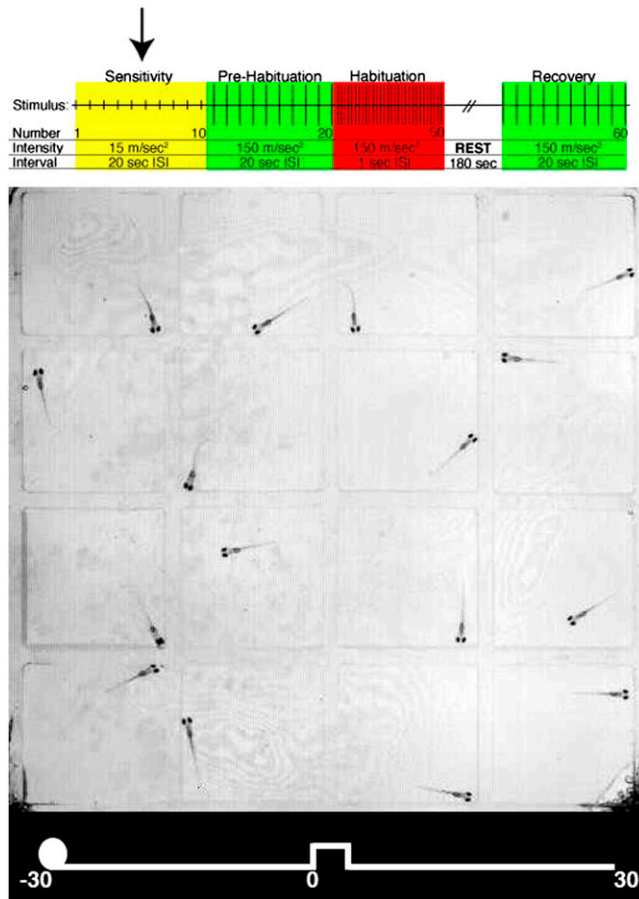 Sensitivity Pre-Habituation Habituation Recovery
Stimulus:
Number 1 10 20 50 60
Intensity 15 m/sec² 150 m/sec² 150 m/sec² REST 150 m/sec²
Interval 20 sec ISI 20 sec ISI 1 sec ISI 180 sec 20 sec ISI
-30 0 30